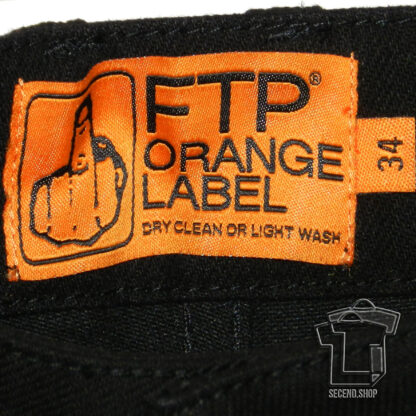 FTP®
ORANGE
LABEL
DRY CLEAN OR LIGHT WASH
34
SECEND.SHOP